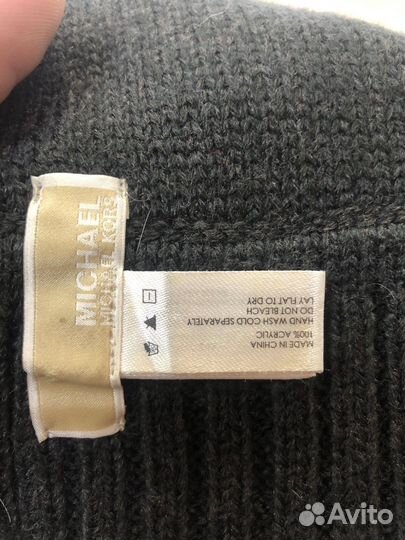 MICHAEL
MICHAEL KORS
MADE IN CHINA
100% ACRYLIC
HAND WASH COLD SEPARATELY
DO NOT BLEACH
LAY FLAT TO DRY
Avito